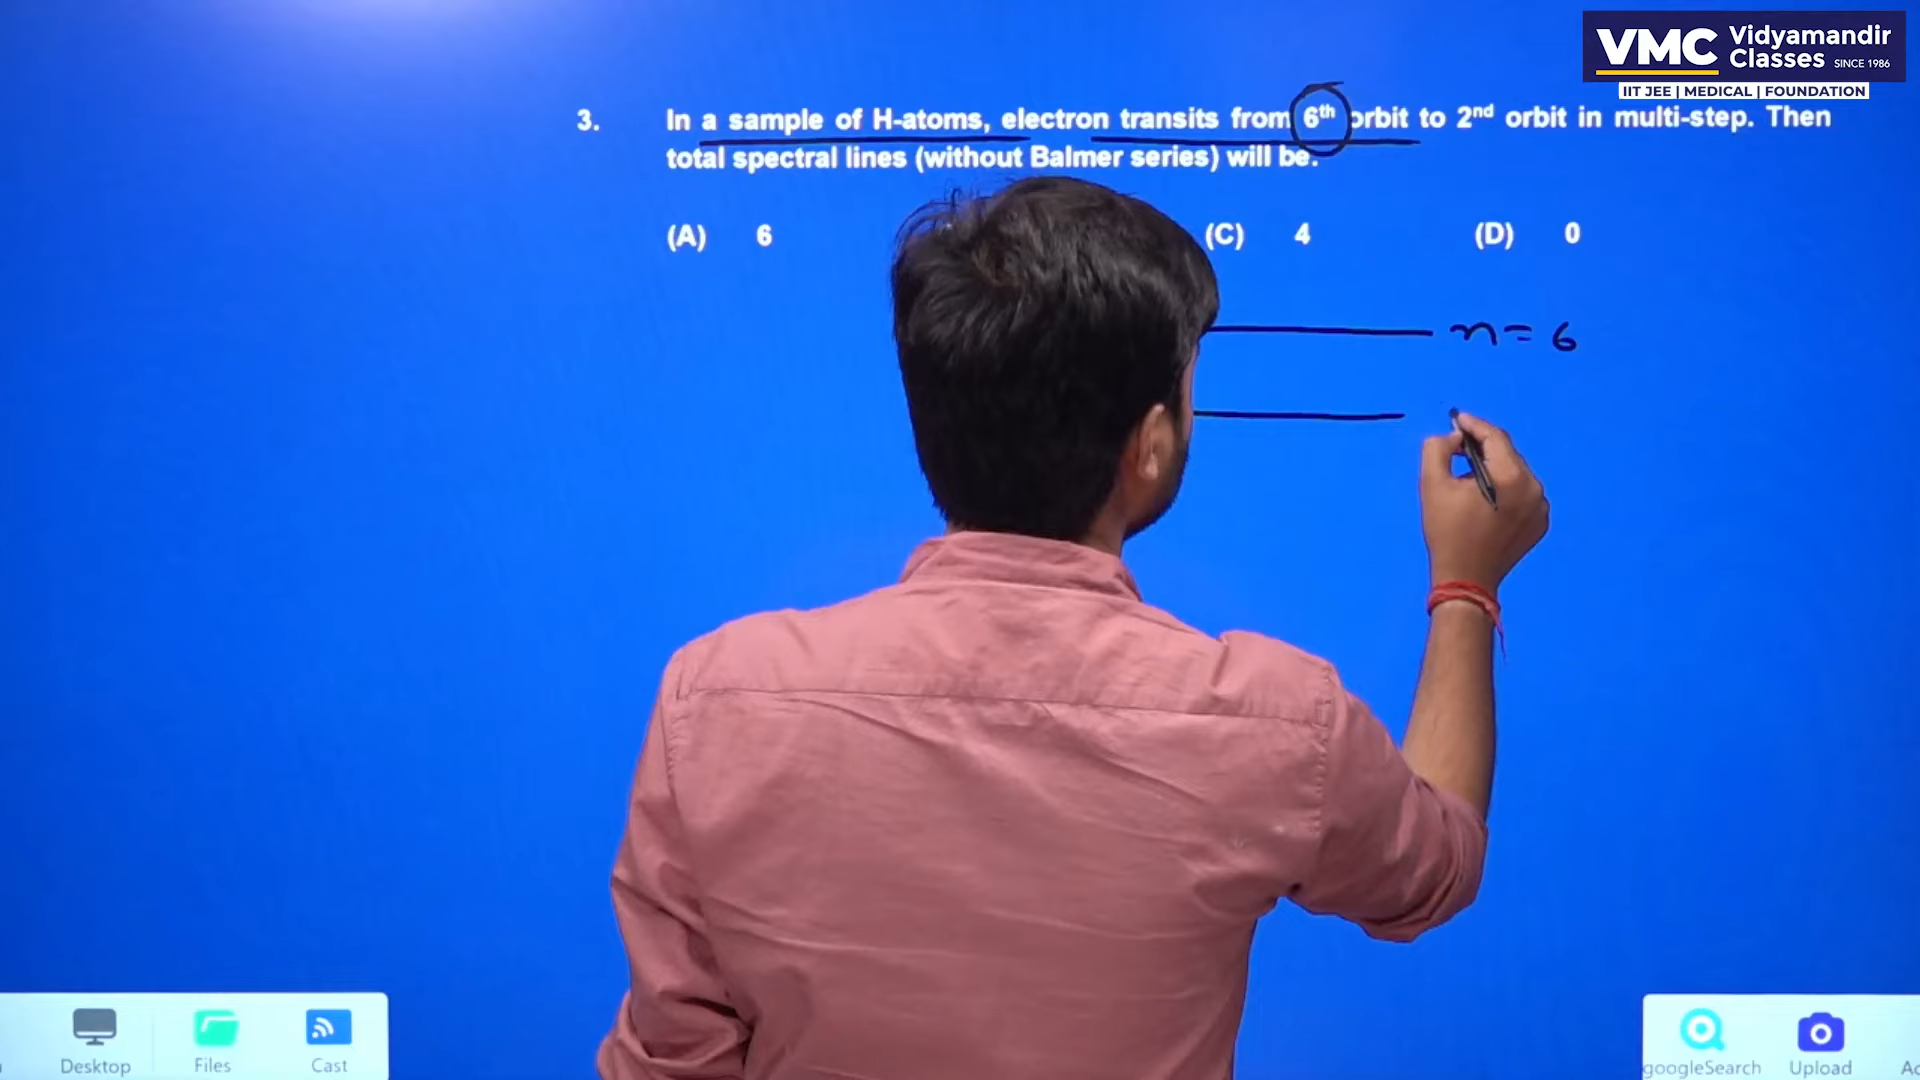 VMC Vidyamandir Classes SINCE 1986
IIT JEE | MEDICAL | FOUNDATION
3. In a sample of H-atoms, electron transits from 6th orbit to 2nd orbit in multi-step. Then
total spectral lines (without Balmer series) will be:
(A) 6 (C) 4 (D) 0
n = 6
Desktop Files Cast
googleSearch Upload